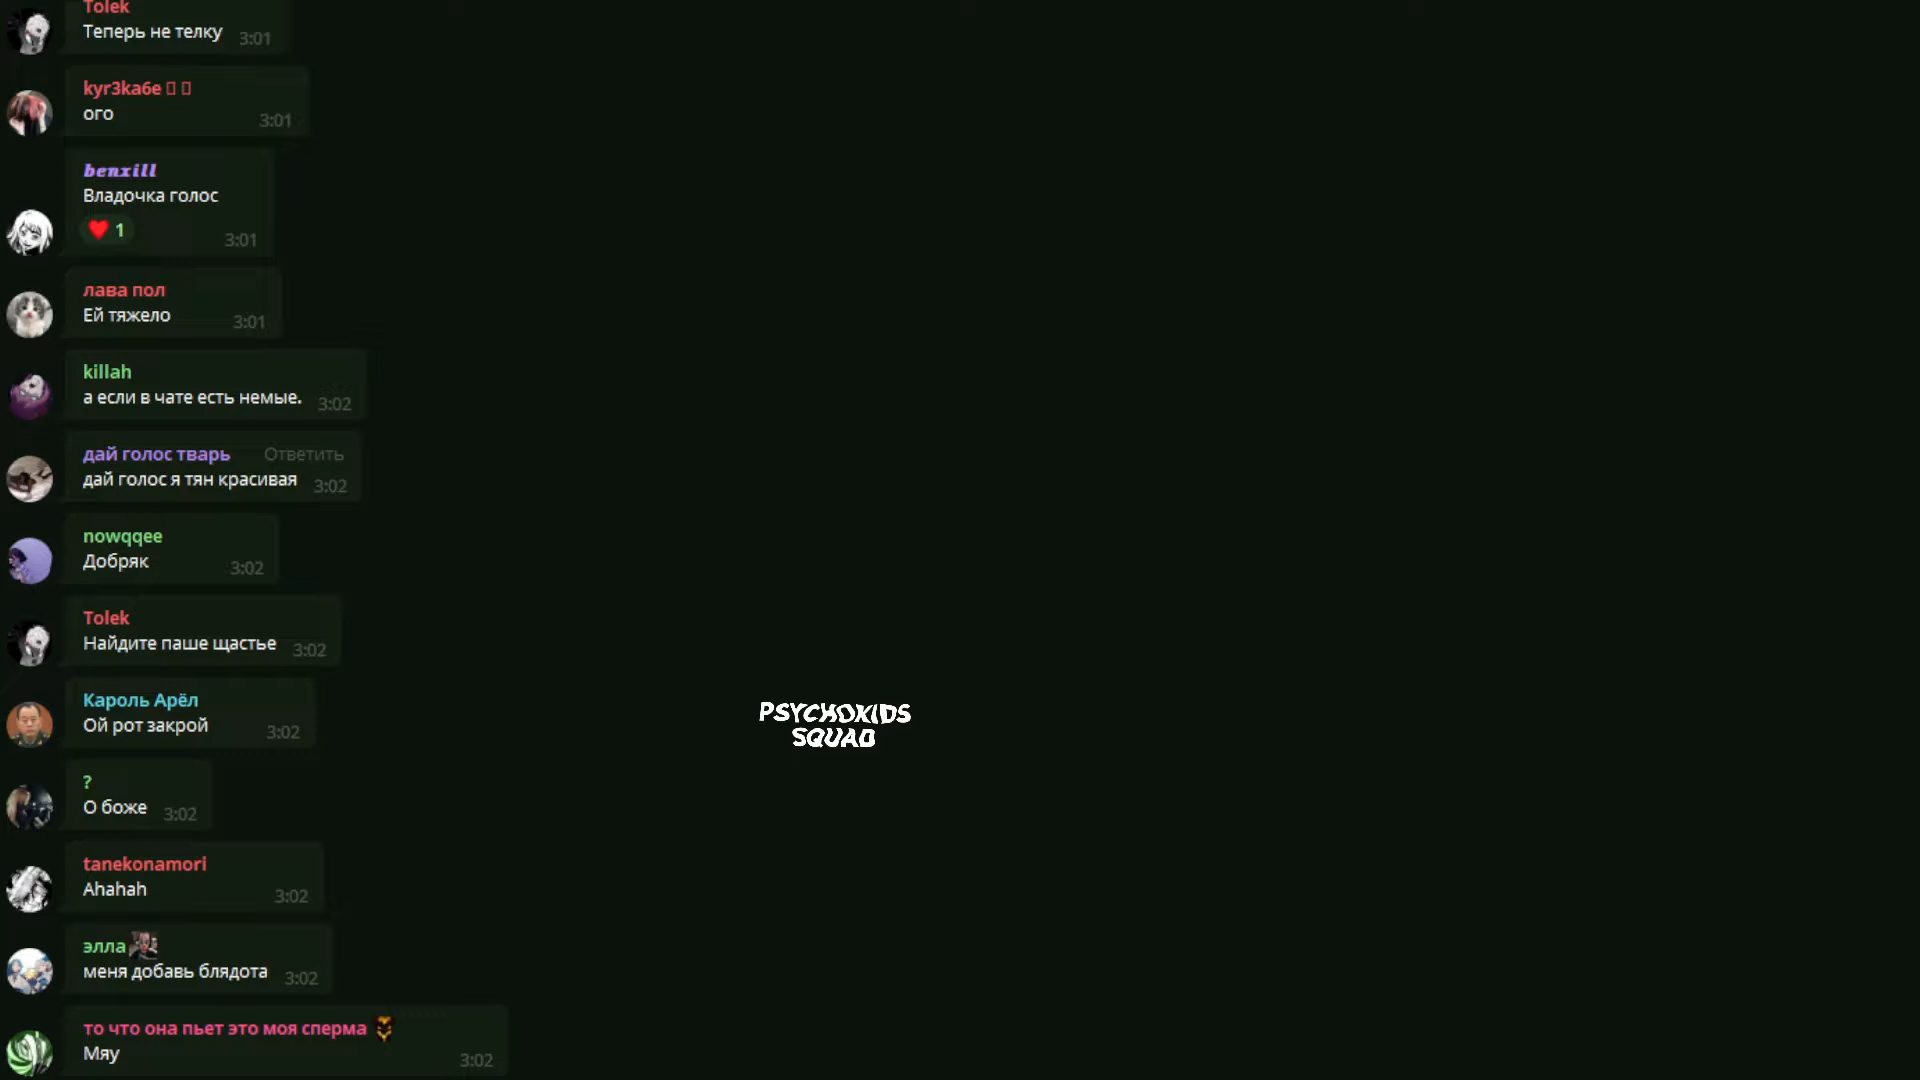 Tolek
Теперь не телку 3:01
kyr3ka6e
ого 3:01
benxill
Владочка голос
❤ 1 3:01
лава пол
Ей тяжело 3:01
killah
а если в чате есть немые. 3:02
дай голос тварь Ответить
дай голос я тян красивая 3:02
nowqqee
Добряк 3:02
Tolek
Найдите паше щастье 3:02
Кароль Арёл
Ой рот закрой 3:02
?
О боже 3:02
tanekonamori
Ahahah 3:02
элла
меня добавь блядота 3:02
то что она пьет это моя сперма
Мяу 3:02
PSYCHOKIDS
SQUAD